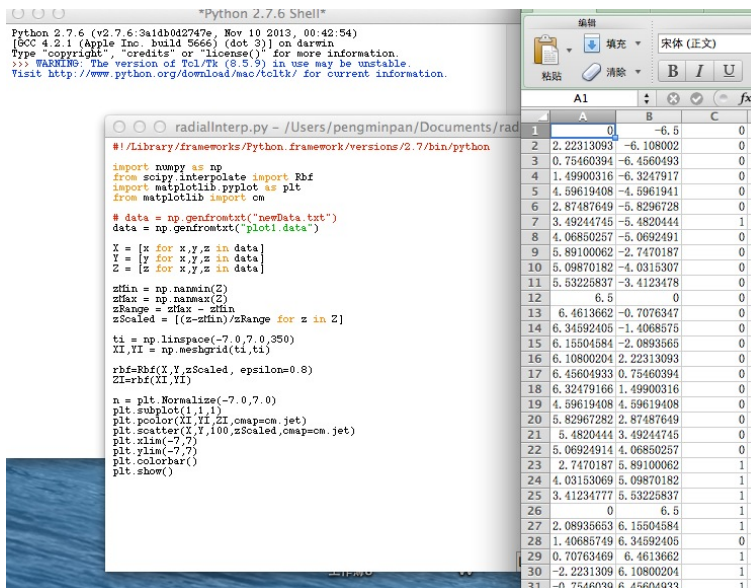 *Python 2.7.6 Shell*
Python 2.7.6 (v2.7.6:3a1db0d2747e, Nov 10 2013, 00:42:54)
[GCC 4.2.1 (Apple Inc. build 5666) (dot 3)] on darwin
Type "copyright", "credits" or "license()" for more information.
>>> WARNING: The version of Tcl/Tk (8.5.9) in use may be unstable.
Visit http://www.python.org/download/mac/tcltk/ for current information.
radialInterp.py - /Users/pengminpan/Documents/rad
#!/Library/frameworks/Python.framework/versions/2.7/bin/python
import numpy as np
from scipy.interpolate import Rbf
import matplotlib.pyplot as plt
from matplotlib import cm
# data = np.genfromtxt("newData.txt")
data = np.genfromtxt("plot1.data")
X = [x for x,y,z in data]
Y = [y for x,y,z in data]
Z = [z for x,y,z in data]
zMin = np.nanmin(Z)
zMax = np.nanmax(Z)
zRange = zMax - zMin
zScaled = [(z-zMin)/zRange for z in Z]
ti = np.linspace(-7.0,7.0,350)
XI,YI = np.meshgrid(ti,ti)
rbf=Rbf(X,Y,zScaled, epsilon=0.8)
ZI=rbf(XI,YI)
n = plt.Normalize(-7.0,7.0)
plt.subplot(1,1,1)
plt.pcolor(XI,YI,ZI,cmap=cm.jet)
plt.scatter(X,Y,100,zScaled,cmap=cm.jet)
plt.xlim(-7,7)
plt.ylim(-7,7)
plt.colorbar()
plt.show()
编辑
粘贴
填充
清除
宋体 (正文)
B I U
A1 fx
A B C
1 0 -6.5 0
2 2.22313093 -6.108002 0
3 0.75460394 -6.4560493 0
4 1.49900316 -6.3247917 0
5 4.59619408 -4.5961941 0
6 2.87487649 -5.8296728 0
7 3.49244745 -5.4820444 1
8 4.06850257 -5.0692491 0
9 5.89100062 -2.7470187 0
10 5.09870182 -4.0315307 0
11 5.53225837 -3.4123478 0
12 6.5 0 0
13 6.4613662 -0.7076347 0
14 6.34592405 -1.4068575 0
15 6.15504584 -2.0893565 0
16 6.10800204 2.22313093 0
17 6.45604933 0.75460394 0
18 6.32479166 1.49900316 0
19 4.59619408 4.59619408 0
20 5.82967282 2.87487649 0
21 5.4820444 3.49244745 0
22 5.06924914 4.06850257 0
23 2.7470187 5.89100062 1
24 4.03153069 5.09870182 1
25 3.41234777 5.53225837 1
26 0 6.5 1
27 2.08935653 6.15504584 1
28 1.40685749 6.34592405 0
29 0.70763469 6.4613662 1
30 -2.2231309 6.10800204 1
31 -0.7546039 6.45604933 1